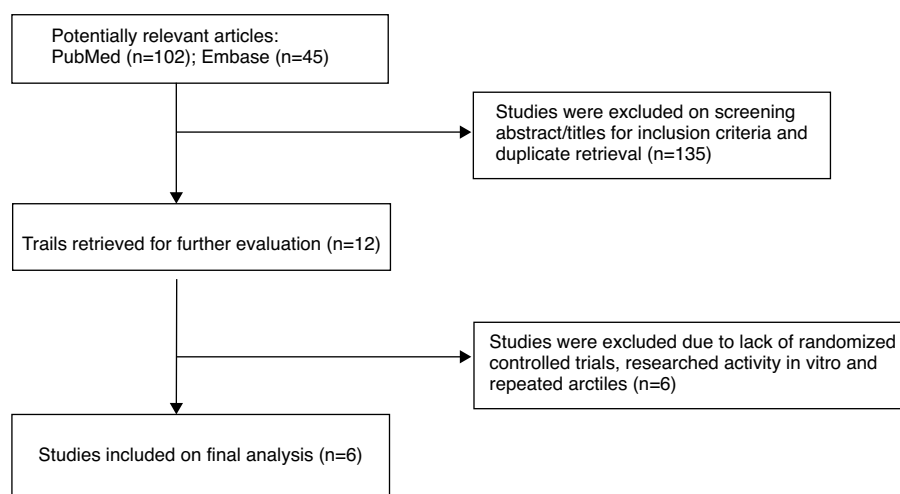 Potentially relevant articles:
PubMed (n=102); Embase (n=45)
Studies were excluded on screening
abstract/titles for inclusion criteria and
duplicate retrieval (n=135)
Trails retrieved for further evaluation (n=12)
Studies were excluded due to lack of randomized
controlled trials, researched activity in vitro and
repeated arctiles (n=6)
Studies included on final analysis (n=6)